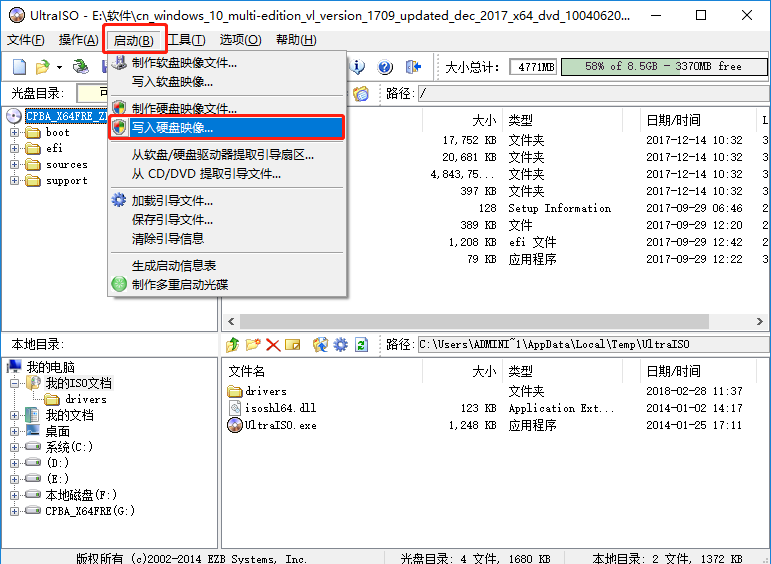 UltraISO - E:\软件\cn_windows_10_multi-edition_vl_version_1709_updated_dec_2017_x64_dvd_10040620...
文件(F) 操作(A) 启动(B) 工具(T) 选项(O) 帮助(H)
大小总计: 4771MB 58% of 8.5GB - 3370MB free
光盘目录: 可 路径: /
制作软盘映像文件...
写入软盘映像...
制作硬盘映像文件...
写入硬盘映像...
从软盘/硬盘驱动器提取引导扇区...
从 CD/DVD 提取引导文件...
加载引导文件...
保存引导文件...
清除引导信息
生成启动信息表
制作多重启动光碟
CPBA_X64FRE_ZH
boot
efi
sources
support
大小 类型 日期/时间 L
17,752 KB 文件夹 2017-12-14 10:32 3
20,681 KB 文件夹 2017-12-14 10:32 3
4,843,75... 文件夹 2017-12-14 10:32 3
397 KB 文件夹 2017-12-14 10:32 3
128 Setup Information 2017-09-29 06:46 2
389 KB 文件 2017-09-29 12:20 2
1,208 KB efi 文件 2017-09-29 12:42 2
79 KB 应用程序 2017-09-29 12:22 3
本地目录: 路径: C:\Users\ADMINI~1\AppData\Local\Temp\UltraISO
我的电脑
我的ISO文档
drivers
我的文档
桌面
系统(C:)
(D:)
(E:)
本地磁盘(F:)
CPBA_X64FRE(G:)
文件名 大小 类型 日期/时间
drivers 文件夹 2018-02-28 11:37
isoshl64.dll 123 KB Application Ext... 2014-01-02 14:17
UltraISO.exe 1,248 KB 应用程序 2014-01-25 17:11
版权所有 (c)2002-2014 EZB Systems, Inc. 光盘目录: 4 文件, 1680 KB 本地目录: 2 文件, 1372 KB